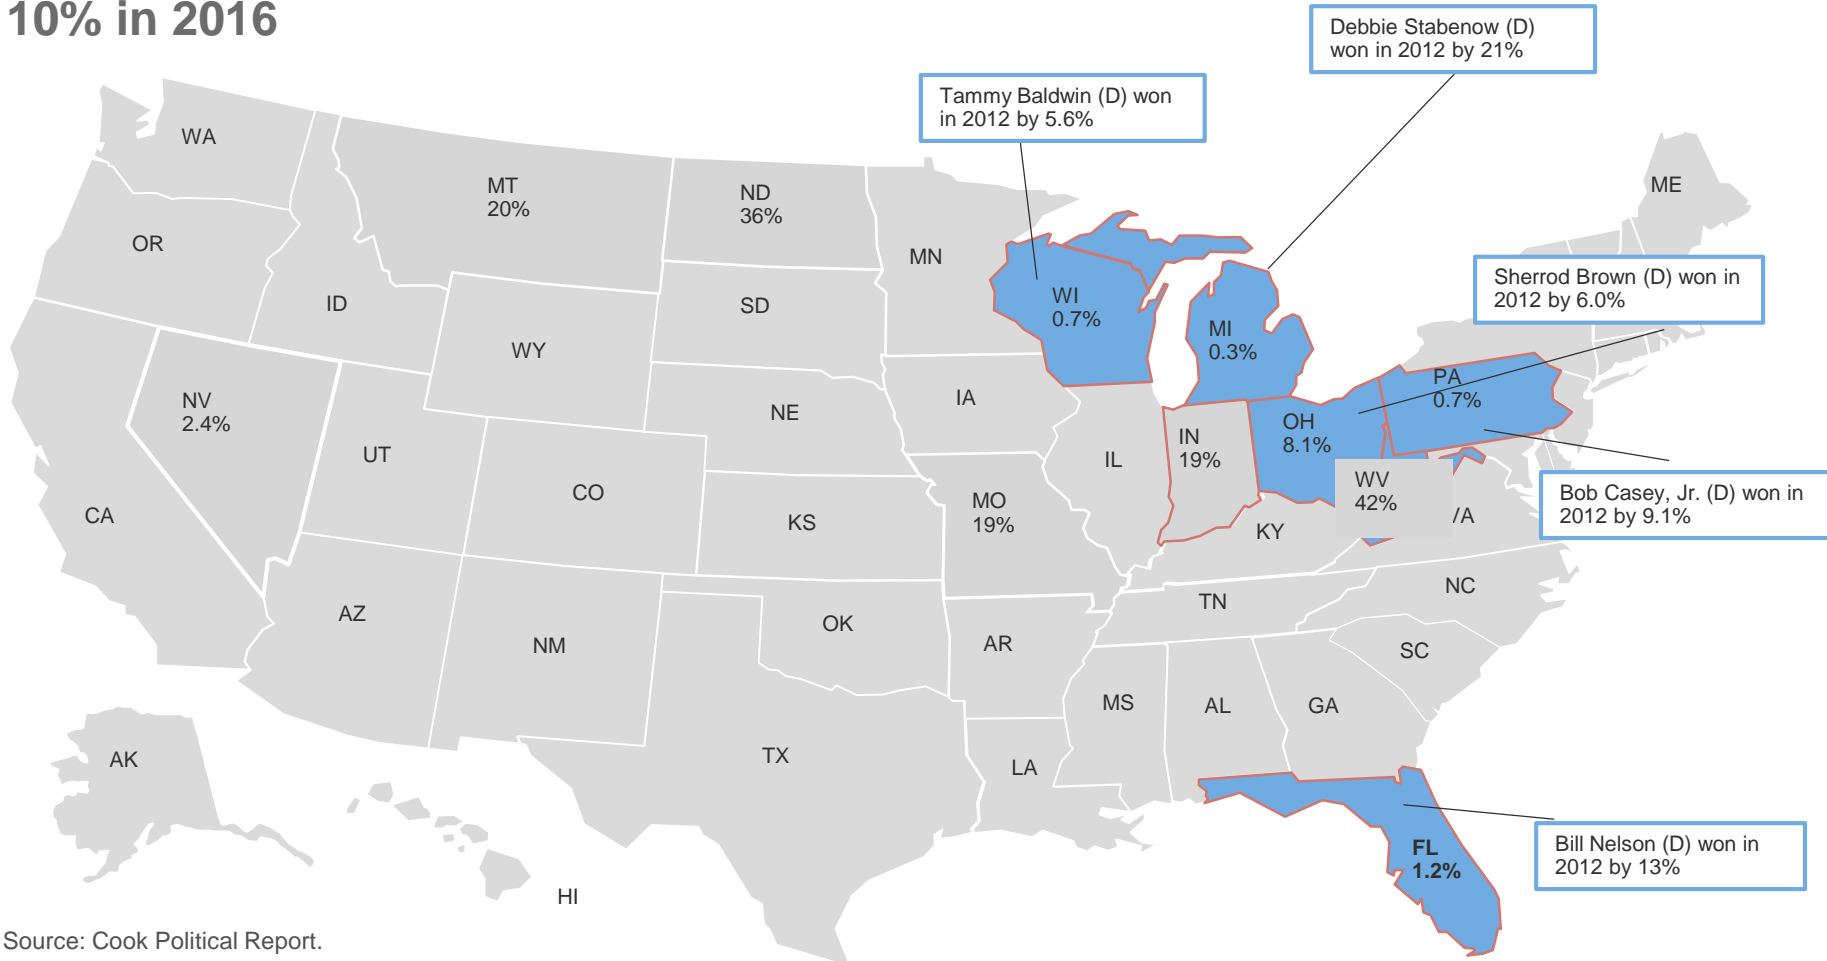 10% in 2016
Debbie Stabenow (D)
won in 2012 by 21%
Tammy Baldwin (D) won
in 2012 by 5.6%
WA
MT
20%
ND
36%
ME
OR
MN
Sherrod Brown (D) won in
2012 by 6.0%
ID
SD
WI
0.7%
MI
0.3%
WY
NV
2.4%
NE
IA
PA
0.7%
UT
IL
IN
19%
OH
8.1%
CO
WV
42%
Bob Casey, Jr. (D) won in
2012 by 9.1%
CA
KS
MO
19%
KY
VA
AZ
NM
OK
AR
TN
NC
SC
MS
AL
GA
AK
TX
LA
FL
1.2%
Bill Nelson (D) won in
2012 by 13%
HI
Source: Cook Political Report.